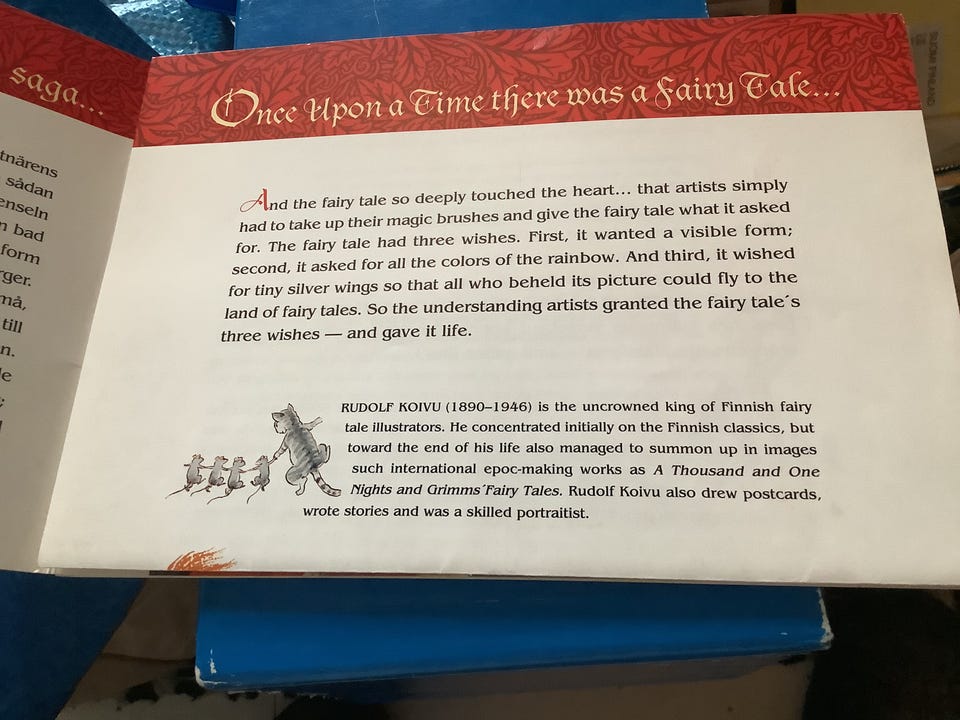 saga...
tnärens
sådan
enseln
n bad
form
rger.
må,
till
n.
Once Upon a Time there was a Fairy Tale...
And the fairy tale so deeply touched the heart... that artists simply
had to take up their magic brushes and give the fairy tale what it asked
for. The fairy tale had three wishes. First, it wanted a visible form;
second, it asked for all the colors of the rainbow. And third, it wished
for tiny silver wings so that all who beheld its picture could fly to the
land of fairy tales. So the understanding artists granted the fairy tale´s
three wishes — and gave it life.
RUDOLF KOIVU (1890–1946) is the uncrowned king of Finnish fairy
tale illustrators. He concentrated initially on the Finnish classics, but
toward the end of his life also managed to summon up in images
such international epoc-making works as A Thousand and One
Nights and Grimms´Fairy Tales. Rudolf Koivu also drew postcards,
wrote stories and was a skilled portraitist.
SUOMI FINLAND